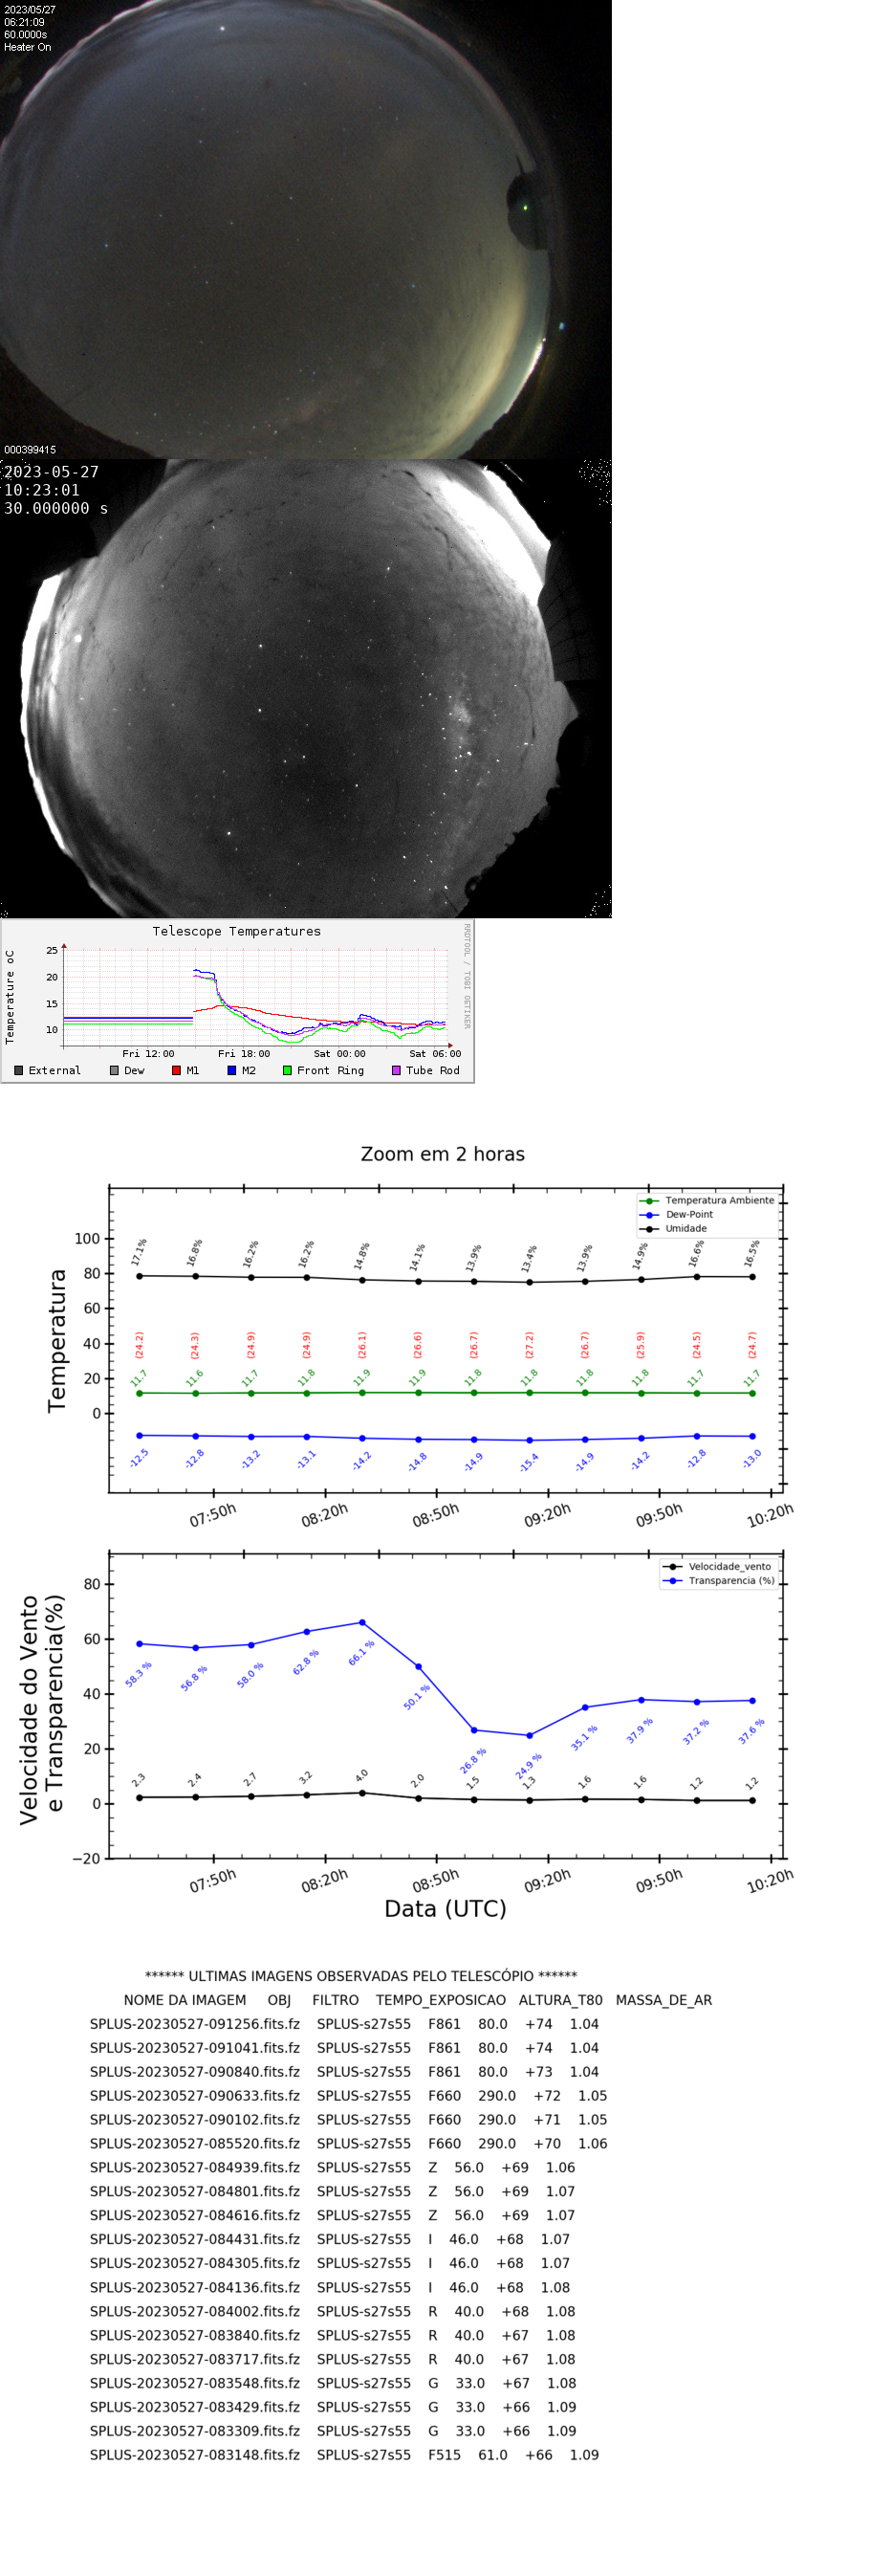 2023/05/27
06:21:09
60.0000s
Heater On
000399415
2023-05-27
10:23:01
30.000000 s
Telescope Temperatures
RRDTOOL / TOBI OETIKER
Temperature oC
25
20
15
10
Fri 12:00 Fri 18:00 Sat 00:00 Sat 06:00
External Dew M1 M2 Front Ring Tube Rod
Zoom em 2 horas
Temperatura Ambiente
Dew-Point
Umidade
Temperatura
100
80
60
40
20
0
17.1% 16.8% 16.2% 16.2% 14.8% 14.1% 13.9% 13.4% 13.9% 14.9% 16.6% 16.5%
(24.2) (24.3) (24.9) (24.9) (26.1) (26.6) (26.7) (27.2) (26.7) (25.9) (24.5) (24.7)
11.7 11.6 11.7 11.8 11.9 11.9 11.8 11.8 11.8 11.8 11.7 11.7
-12.5 -12.8 -13.2 -13.1 -14.2 -14.8 -14.9 -15.4 -14.9 -14.2 -12.8 -13.0
07:50h 08:20h 08:50h 09:20h 09:50h 10:20h
Velocidade_vento
Transparencia (%)
Velocidade do Vento
e Transparencia(%)
80
60
40
20
0
−20
58.3 % 56.8 % 58.0 % 62.8 % 66.1 % 50.1 % 26.8 % 24.9 % 35.1 % 37.9 % 37.2 % 37.6 %
2.3 2.4 2.7 3.2 4.0 2.0 1.5 1.3 1.6 1.6 1.2 1.2
07:50h 08:20h 08:50h 09:20h 09:50h 10:20h
Data (UTC)
****** ULTIMAS IMAGENS OBSERVADAS PELO TELESCÓPIO ******
NOME DA IMAGEM OBJ FILTRO TEMPO_EXPOSICAO ALTURA_T80 MASSA_DE_AR
SPLUS-20230527-091256.fits.fz SPLUS-s27s55 F861 80.0 +74 1.04
SPLUS-20230527-091041.fits.fz SPLUS-s27s55 F861 80.0 +74 1.04
SPLUS-20230527-090840.fits.fz SPLUS-s27s55 F861 80.0 +73 1.04
SPLUS-20230527-090633.fits.fz SPLUS-s27s55 F660 290.0 +72 1.05
SPLUS-20230527-090102.fits.fz SPLUS-s27s55 F660 290.0 +71 1.05
SPLUS-20230527-085520.fits.fz SPLUS-s27s55 F660 290.0 +70 1.06
SPLUS-20230527-084939.fits.fz SPLUS-s27s55 Z 56.0 +69 1.06
SPLUS-20230527-084801.fits.fz SPLUS-s27s55 Z 56.0 +69 1.07
SPLUS-20230527-084616.fits.fz SPLUS-s27s55 Z 56.0 +69 1.07
SPLUS-20230527-084431.fits.fz SPLUS-s27s55 I 46.0 +68 1.07
SPLUS-20230527-084305.fits.fz SPLUS-s27s55 I 46.0 +68 1.07
SPLUS-20230527-084136.fits.fz SPLUS-s27s55 I 46.0 +68 1.08
SPLUS-20230527-084002.fits.fz SPLUS-s27s55 R 40.0 +68 1.08
SPLUS-20230527-083840.fits.fz SPLUS-s27s55 R 40.0 +67 1.08
SPLUS-20230527-083717.fits.fz SPLUS-s27s55 R 40.0 +67 1.08
SPLUS-20230527-083548.fits.fz SPLUS-s27s55 G 33.0 +67 1.08
SPLUS-20230527-083429.fits.fz SPLUS-s27s55 G 33.0 +66 1.09
SPLUS-20230527-083309.fits.fz SPLUS-s27s55 G 33.0 +66 1.09
SPLUS-20230527-083148.fits.fz SPLUS-s27s55 F515 61.0 +66 1.09